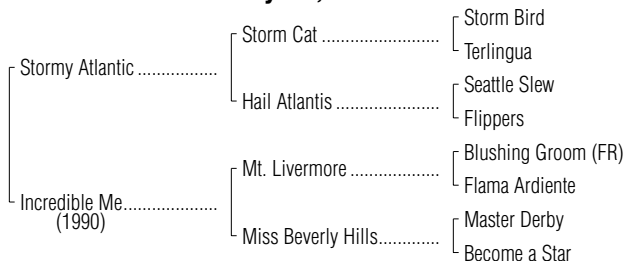 Storm Bird
Storm Cat ......................
Terlingua
Stormy Atlantic .................
Seattle Slew
Hail Atlantis ......................
Flippers
Blushing Groom (FR)
Mt. Livermore ...................
Flama Ardiente
Incredible Me....................
(1990)
Master Derby
Miss Beverly Hills.............
Become a Star